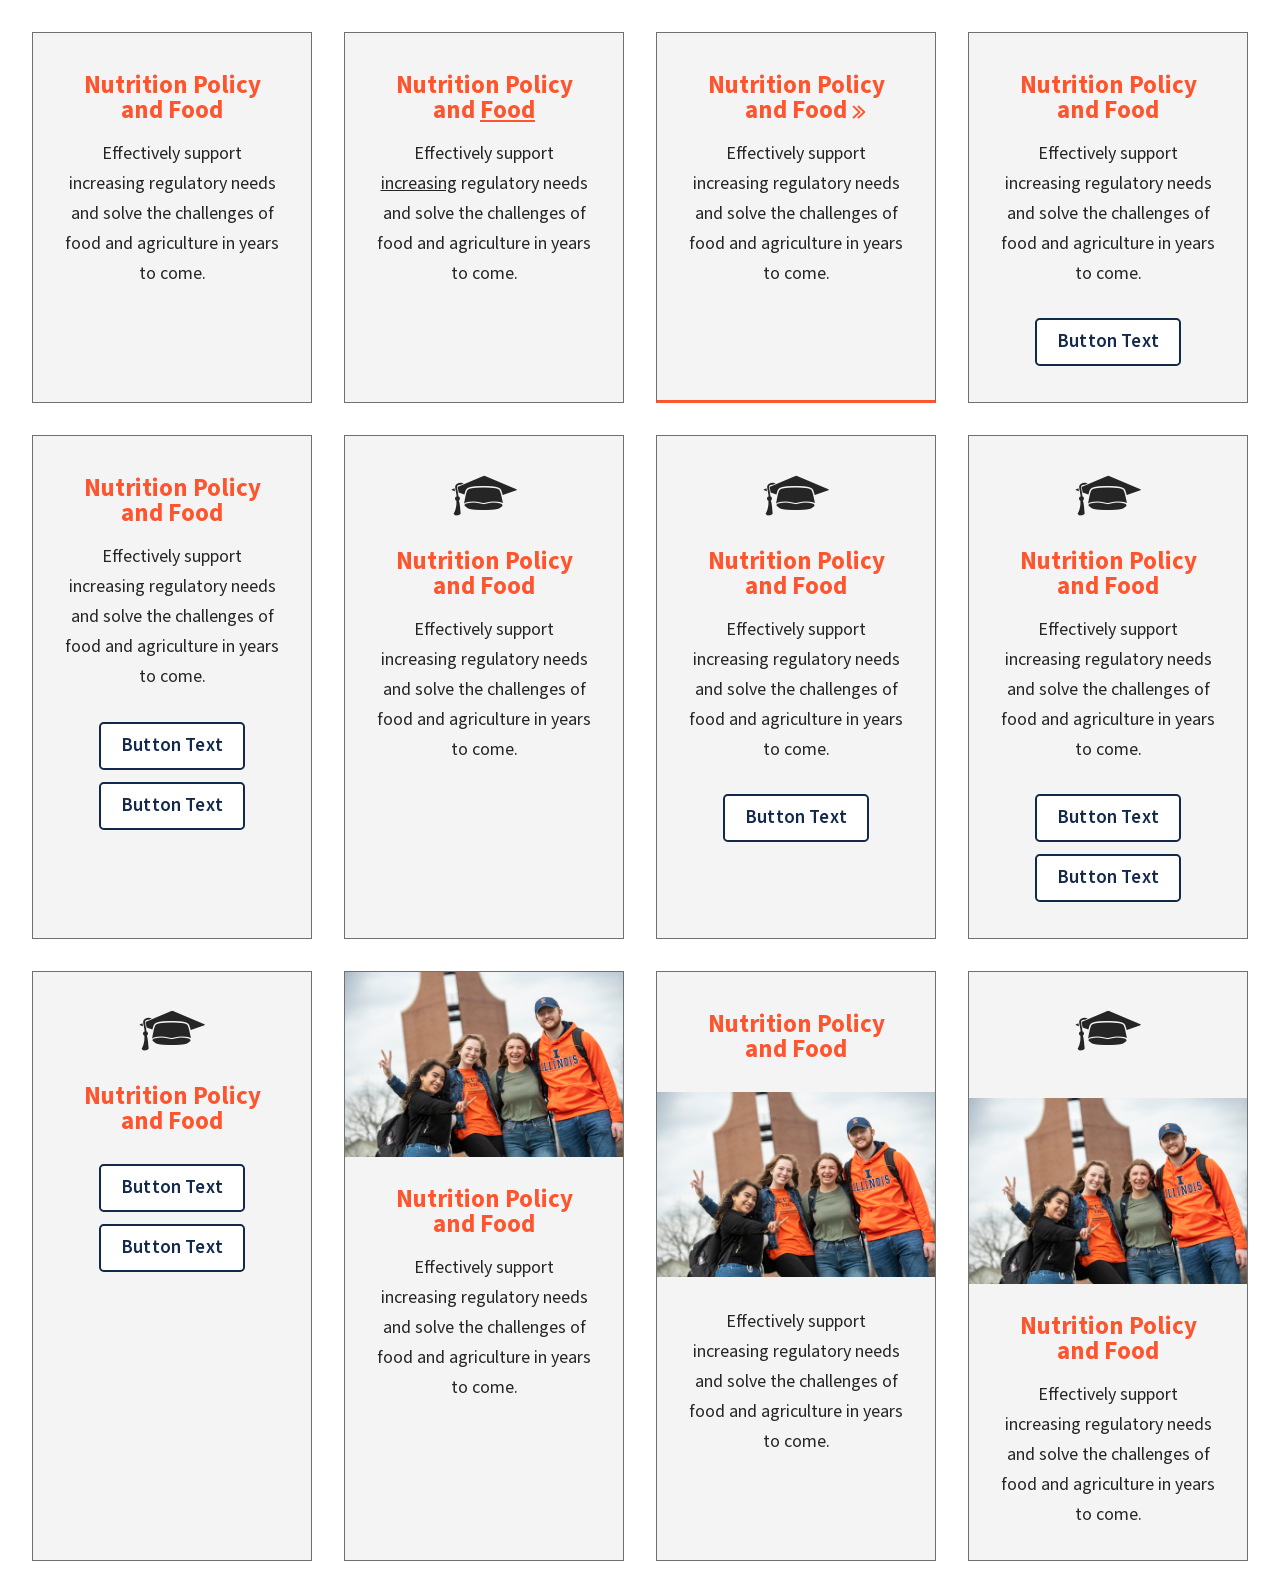 Nutrition Policy
and Food
Effectively support
increasing regulatory needs
and solve the challenges of
food and agriculture in years
to come.
Nutrition Policy
and Food
Effectively support
increasing regulatory needs
and solve the challenges of
food and agriculture in years
to come.
Nutrition Policy
and Food »
Effectively support
increasing regulatory needs
and solve the challenges of
food and agriculture in years
to come.
Nutrition Policy
and Food
Effectively support
increasing regulatory needs
and solve the challenges of
food and agriculture in years
to come.
Button Text
Nutrition Policy
and Food
Effectively support
increasing regulatory needs
and solve the challenges of
food and agriculture in years
to come.
Button Text
Button Text
Nutrition Policy
and Food
Effectively support
increasing regulatory needs
and solve the challenges of
food and agriculture in years
to come.
Nutrition Policy
and Food
Effectively support
increasing regulatory needs
and solve the challenges of
food and agriculture in years
to come.
Button Text
Nutrition Policy
and Food
Effectively support
increasing regulatory needs
and solve the challenges of
food and agriculture in years
to come.
Button Text
Button Text
Nutrition Policy
and Food
Button Text
Button Text
I
ILLINOIS
Nutrition Policy
and Food
Effectively support
increasing regulatory needs
and solve the challenges of
food and agriculture in years
to come.
Nutrition Policy
and Food
I
ILLINOIS
Effectively support
increasing regulatory needs
and solve the challenges of
food and agriculture in years
to come.
I
ILLINOIS
Nutrition Policy
and Food
Effectively support
increasing regulatory needs
and solve the challenges of
food and agriculture in years
to come.